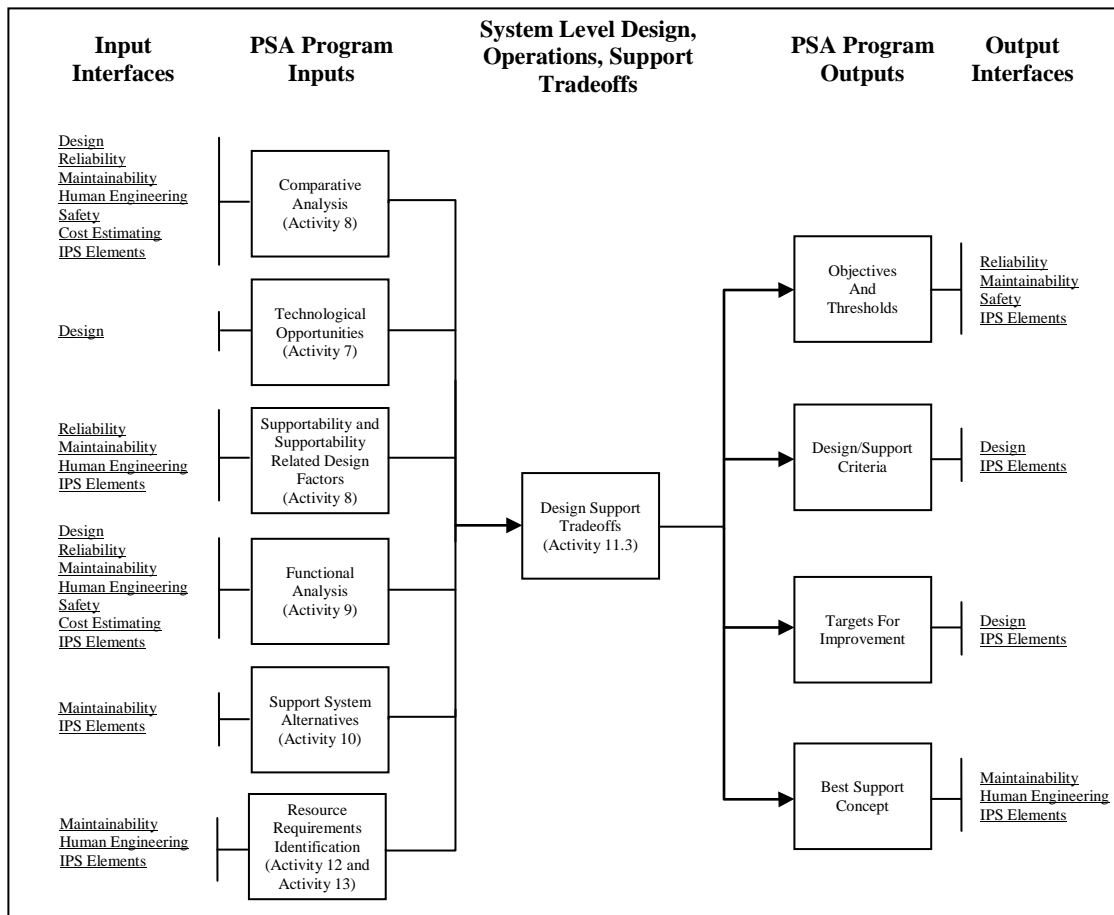 Input
Interfaces
PSA Program
Inputs
System Level Design,
Operations, Support
Tradeoffs
PSA Program
Outputs
Output
Interfaces
Design
Reliability
Maintainability
Human Engineering
Safety
Cost Estimating
IPS Elements
Comparative
Analysis
(Activity 8)
Design
Technological
Opportunities
(Activity 7)
Reliability
Maintainability
Human Engineering
IPS Elements
Supportability and
Supportability
Related Design
Factors
(Activity 8)
Design
Reliability
Maintainability
Human Engineering
Safety
Cost Estimating
IPS Elements
Functional
Analysis
(Activity 9)
Maintainability
IPS Elements
Support System
Alternatives
(Activity 10)
Maintainability
Human Engineering
IPS Elements
Resource
Requirements
Identification
(Activity 12 and
Activity 13)
Design Support
Tradeoffs
(Activity 11.3)
Objectives
And
Thresholds
Reliability
Maintainability
Safety
IPS Elements
Design/Support
Criteria
Design
IPS Elements
Targets For
Improvement
Design
IPS Elements
Best Support
Concept
Maintainability
Human Engineering
IPS Elements